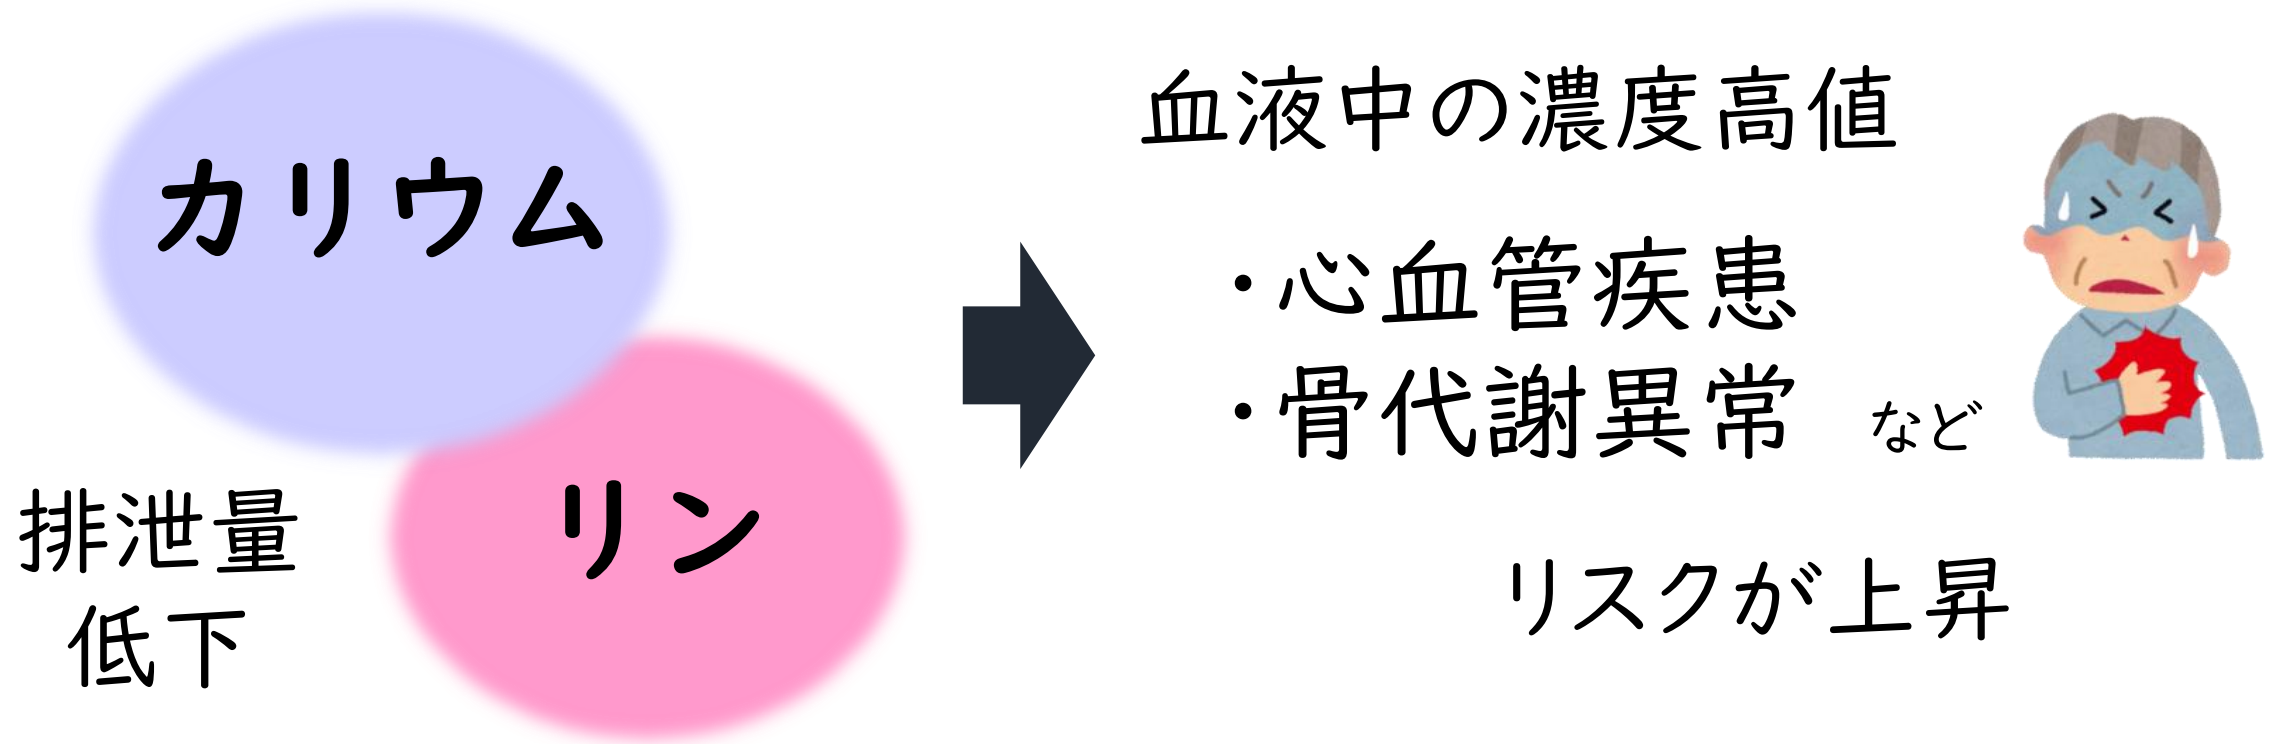 カリウム
リン
排泄量
低下
血液中の濃度高値
・心血管疾患
・骨代謝異常 など
リスクが上昇